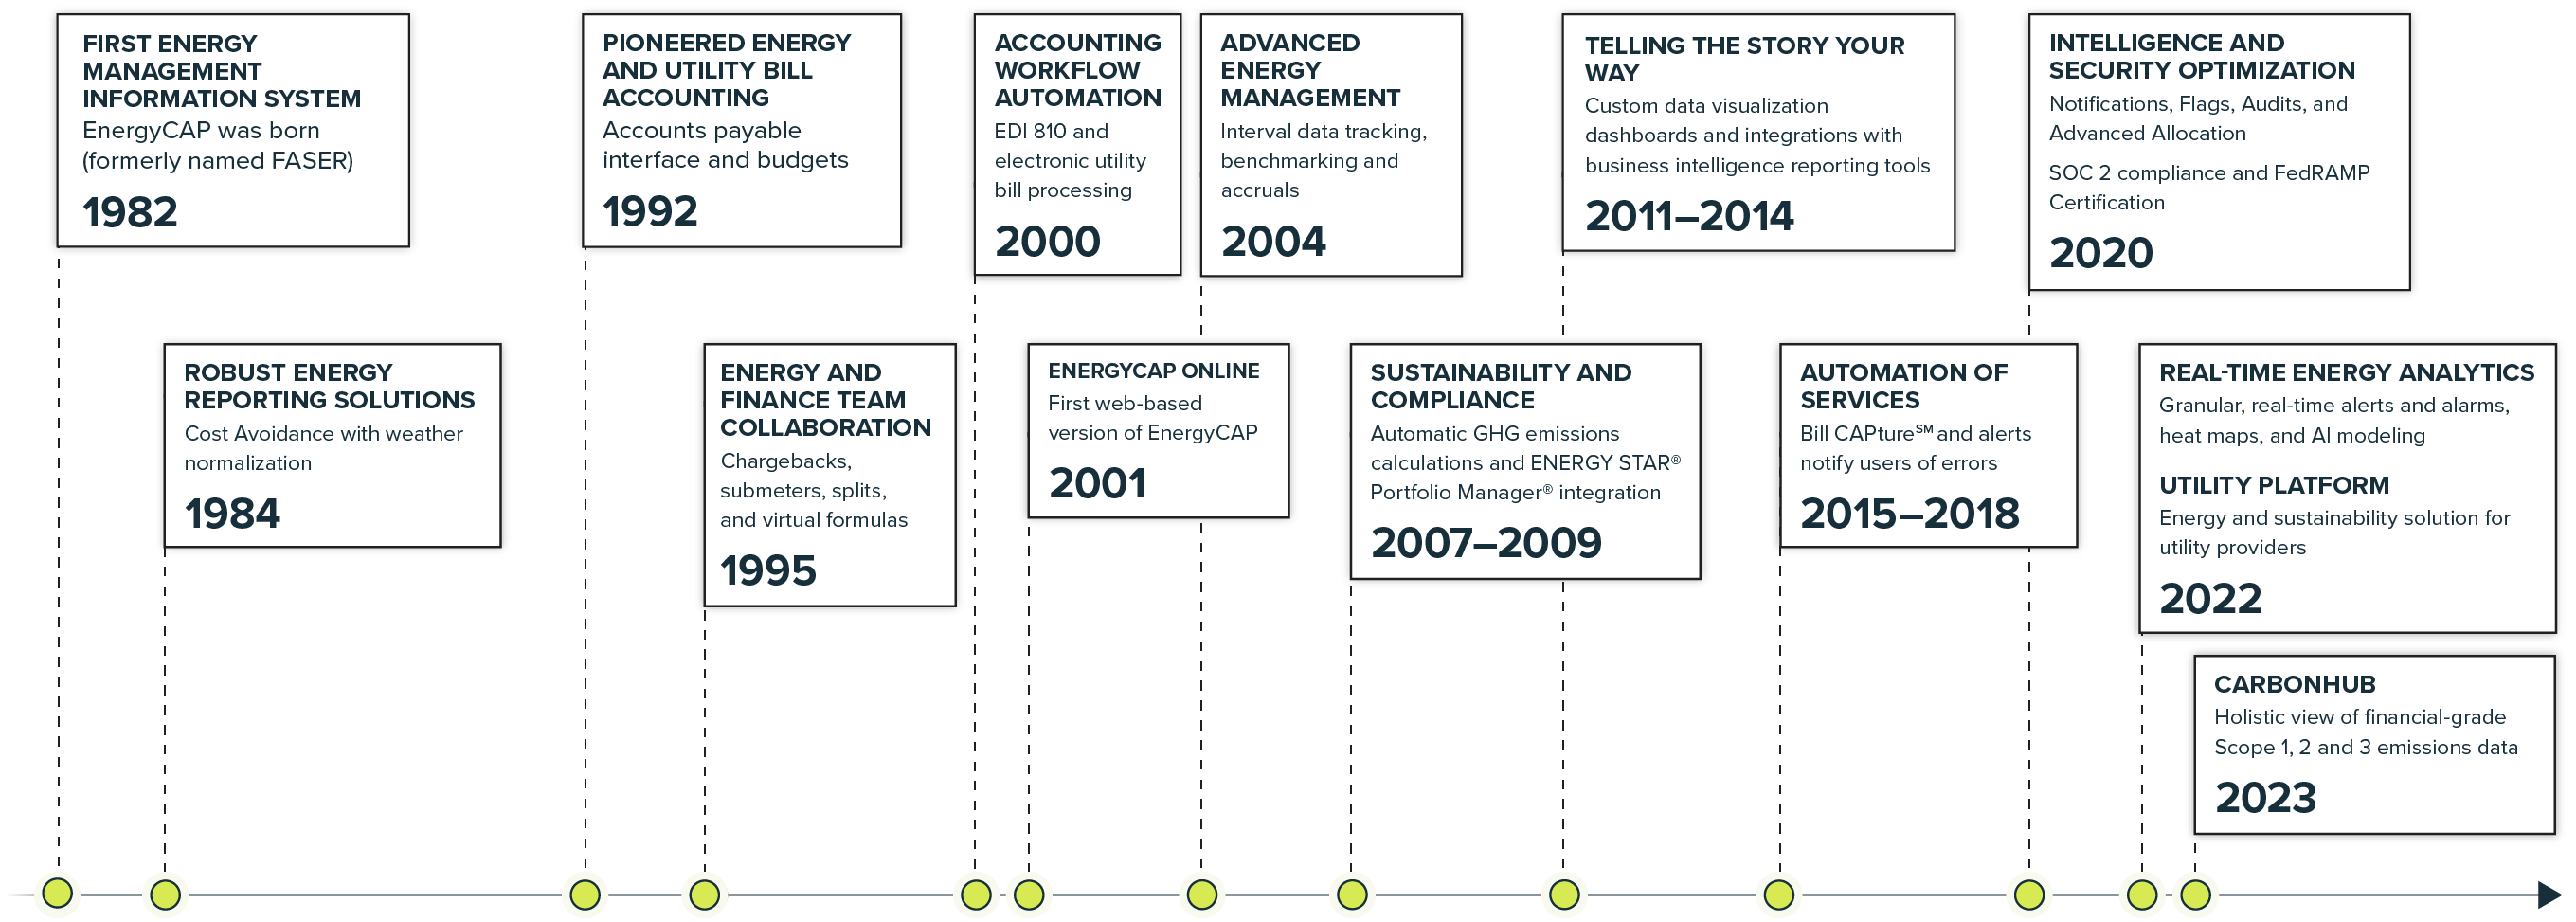 FIRST ENERGY
MANAGEMENT
INFORMATION SYSTEM
EnergyCAP was born
(formerly named FASER)
1982
ROBUST ENERGY
REPORTING SOLUTIONS
Cost Avoidance with weather
normalization
1984
PIONEERED ENERGY
AND UTILITY BILL
ACCOUNTING
Accounts payable
interface and budgets
1992
ENERGY AND
FINANCE TEAM
COLLABORATION
Chargebacks,
submeters, splits,
and virtual formulas
1995
ACCOUNTING
WORKFLOW
AUTOMATION
EDI 810 and
electronic utility
bill processing
2000
ENERGYCAP ONLINE
First web-based
version of EnergyCAP
2001
ADVANCED
ENERGY
MANAGEMENT
Interval data tracking,
benchmarking and
accruals
2004
SUSTAINABILITY AND
COMPLIANCE
Automatic GHG emissions
calculations and ENERGY STAR®
Portfolio Manager® integration
2007–2009
TELLING THE STORY YOUR
WAY
Custom data visualization
dashboards and integrations with
business intelligence reporting tools
2011–2014
AUTOMATION OF
SERVICES
Bill CAPture℠ and alerts
notify users of errors
2015–2018
INTELLIGENCE AND
SECURITY OPTIMIZATION
Notifications, Flags, Audits, and
Advanced Allocation
SOC 2 compliance and FedRAMP
Certification
2020
REAL-TIME ENERGY ANALYTICS
Granular, real-time alerts and alarms,
heat maps, and AI modeling
UTILITY PLATFORM
Energy and sustainability solution for
utility providers
2022
CARBONHUB
Holistic view of financial-grade
Scope 1, 2 and 3 emissions data
2023